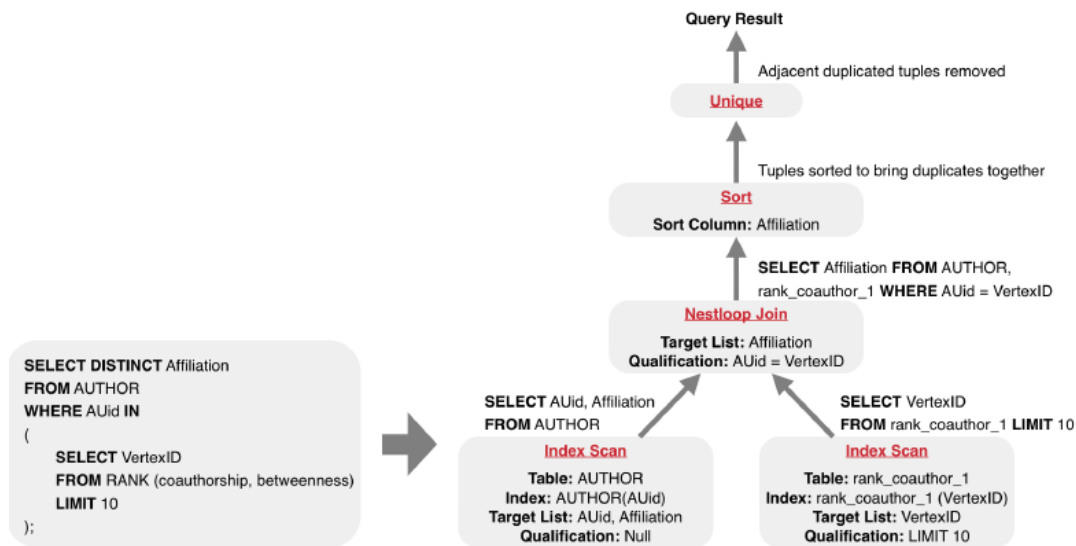 Query Result
Adjacent duplicated tuples removed
Unique
Tuples sorted to bring duplicates together
Sort
Sort Column: Affiliation
SELECT Affiliation FROM AUTHOR,
rank_coauthor_1 WHERE AUid = VertexID
Nestloop Join
Target List: Affiliation
Qualification: AUid = VertexID
SELECT DISTINCT Affiliation
FROM AUTHOR
WHERE AUid IN
(
SELECT VertexID
FROM RANK (coauthorship, betweenness)
LIMIT 10
);
SELECT AUid, Affiliation
FROM AUTHOR
Index Scan
Table: AUTHOR
Index: AUTHOR(AUid)
Target List: AUid, Affiliation
Qualification: Null
SELECT VertexID
FROM rank_coauthor_1 LIMIT 10
Index Scan
Table: rank_coauthor_1
Index: rank_coauthor_1 (VertexID)
Target List: VertexID
Qualification: LIMIT 10